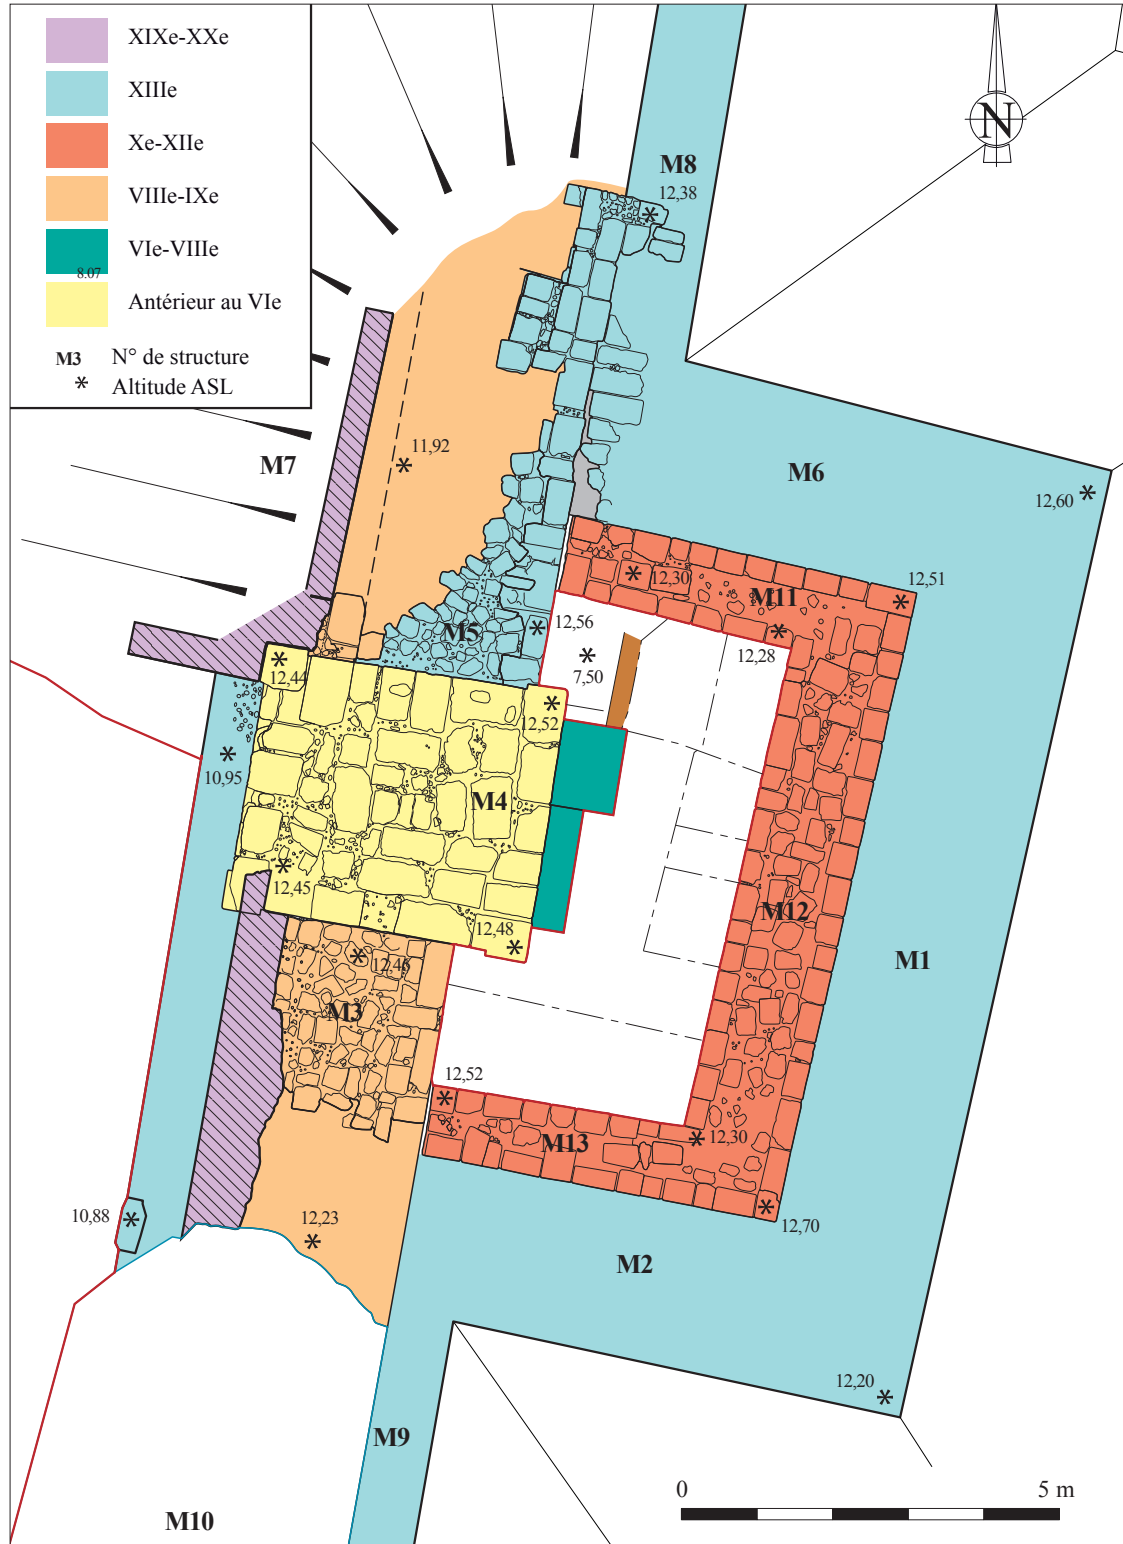 XIXe-XXe
XIIIe
Xe-XIIe
VIIIe-IXe
VIe-VIIIe
8.07
Antérieur au VIe
M3 N° de structure
* Altitude ASL
N
M8
12,38
M7
11,92
M6
12,60
12,51
12,30
M11
12,28
12,56
M5
7,50
12,44
12,52
10,95
M4
12,45
12,48
12,46
M12
M1
M3
12,52
M13
12,30
12,70
10,88
12,23
M2
12,20
M9
M10
0 5 m